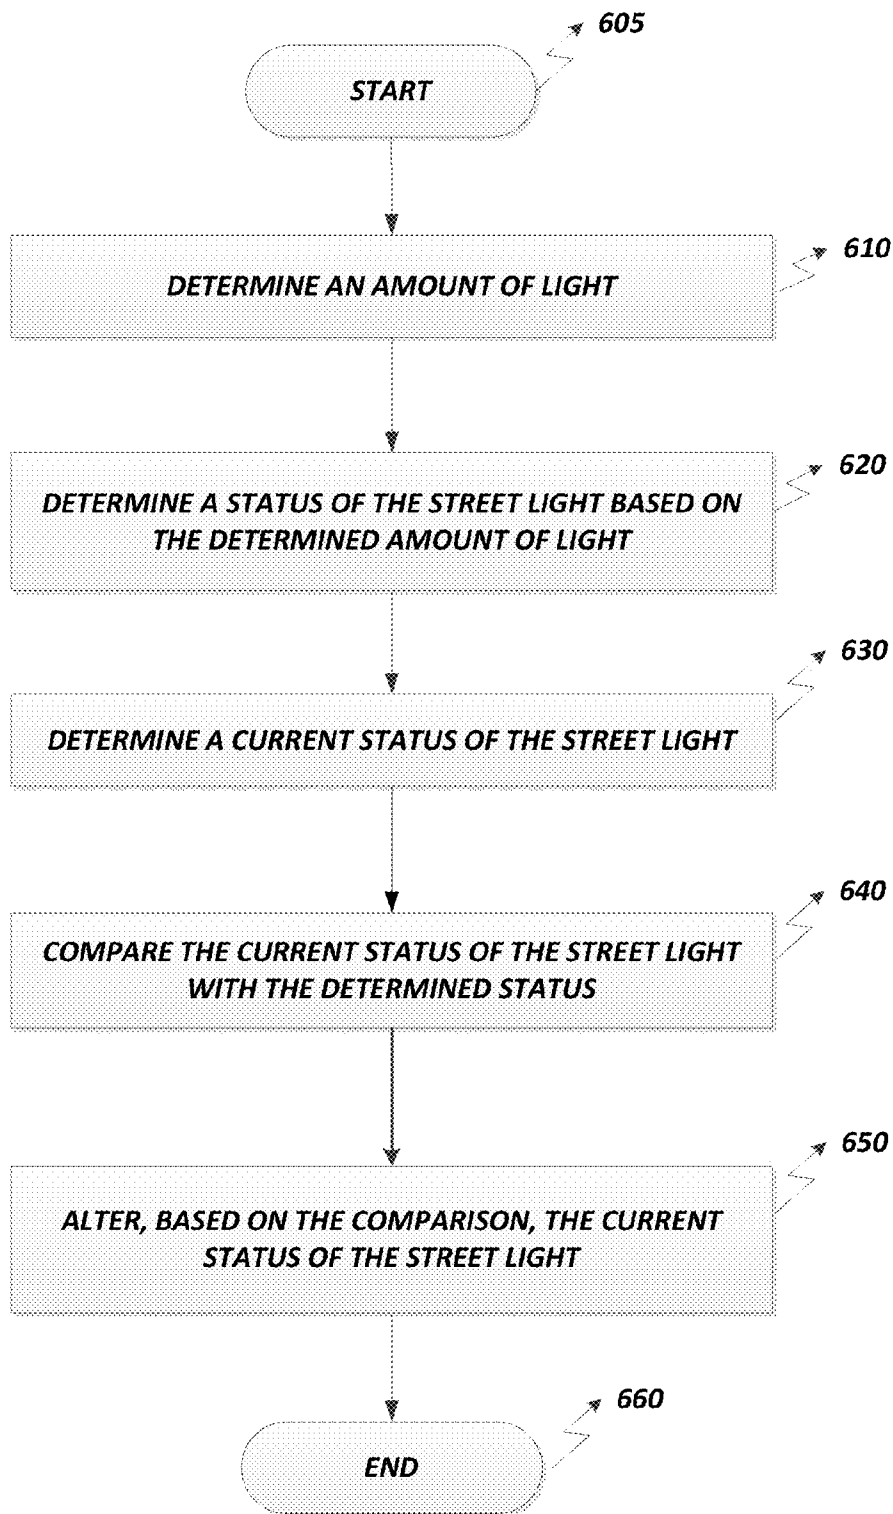 605
START
610
DETERMINE AN AMOUNT OF LIGHT
620
DETERMINE A STATUS OF THE STREET LIGHT BASED ON
THE DETERMINED AMOUNT OF LIGHT
630
DETERMINE A CURRENT STATUS OF THE STREET LIGHT
640
COMPARE THE CURRENT STATUS OF THE STREET LIGHT
WITH THE DETERMINED STATUS
650
ALTER, BASED ON THE COMPARISON, THE CURRENT
STATUS OF THE STREET LIGHT
660
END